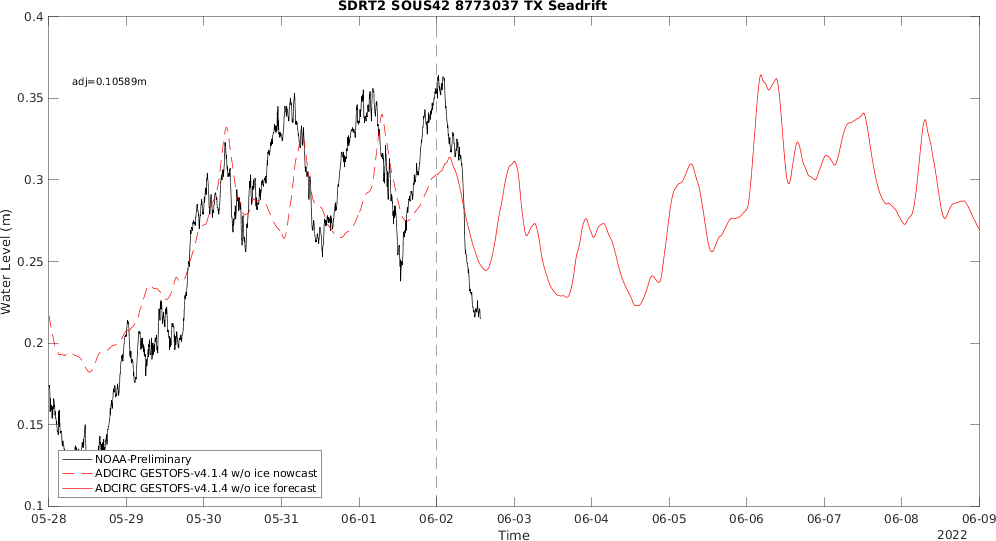 SDRT2 SOUS42 8773037 TX Seadrift
adj=0.10589m
Water Level (m)
0.4
0.35
0.3
0.25
0.2
0.15
0.1
NOAA-Preliminary
ADCIRC GESTOFS-v4.1.4 w/o ice nowcast
ADCIRC GESTOFS-v4.1.4 w/o ice forecast
05-28 05-29 05-30 05-31 06-01 06-02 06-03 06-04 06-05 06-06 06-07 06-08 06-09
Time
2022